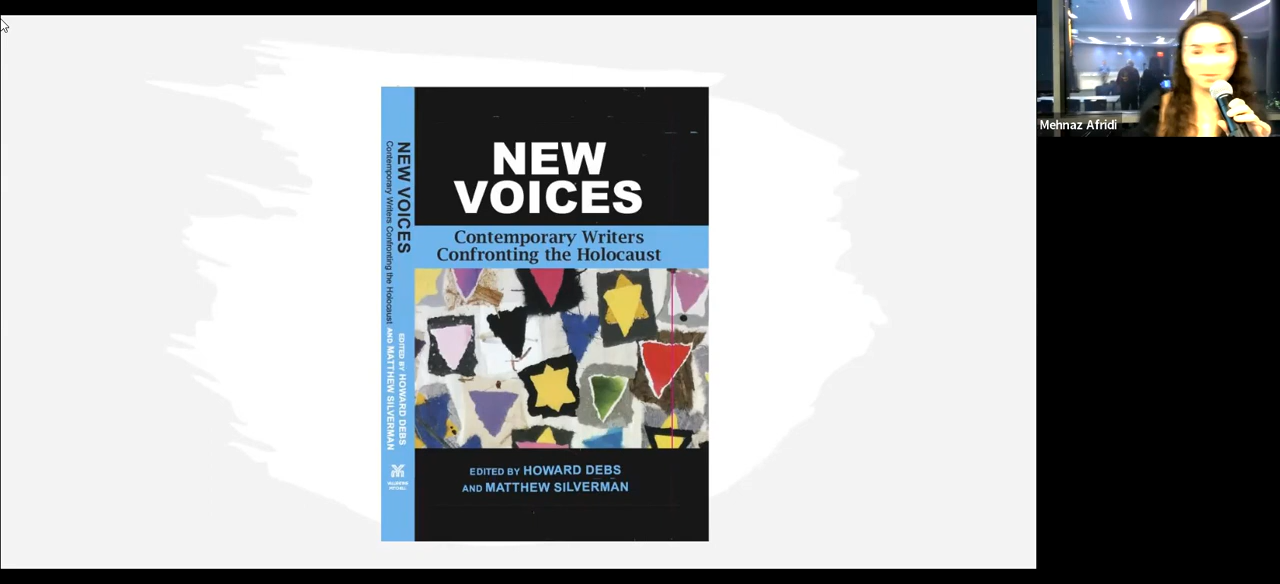 NEW VOICES
Contemporary Writers Confronting the Holocaust
EDITED BY HOWARD DEBS
AND MATTHEW SILVERMAN
NEW
VOICES
Contemporary Writers
Confronting the Holocaust
EDITED BY HOWARD DEBS
AND MATTHEW SILVERMAN
Mehnaz Afridi